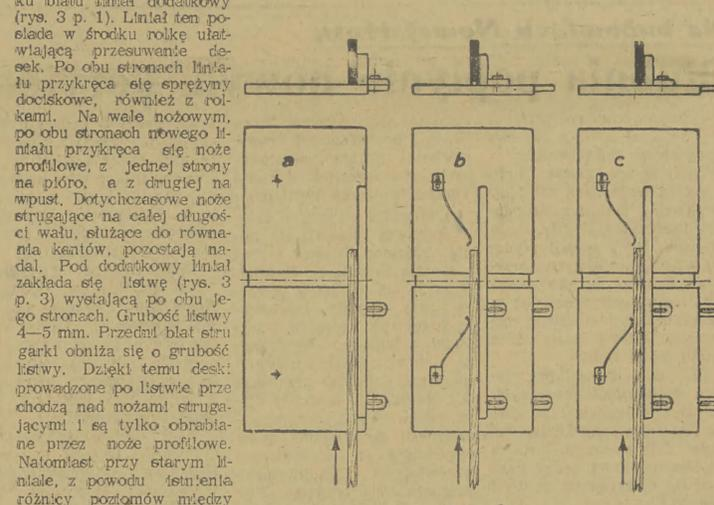 ku blatu liniał dodatkowy
(rys. 3 p. 1). Liniał ten po-
siada w środku rolkę ułat-
wiającą przesuwanie de-
sek. Po obu stronach linia-
łu przykręca się sprężyny
dociskowe, również z rol-
kami. Na wale nożowym,
po obu stronach nowego li-
niału przykręca się noże
profilowe, z jednej strony
na pióro, a z drugiej na
wpust. Dotychczasowe noże
strugające na całej długoś-
ci wału, służące do równa-
nia kantów, pozostają na-
dal. Pod dodatkowy liniał
zakłada się listwę (rys. 3
p. 3) wystającą po obu je-
go stronach. Grubość listwy
4—5 mm. Przedni blat stru
garki obniża się o grubość
listwy. Dzięki temu deski
prowadzone po listwie prze
chodzą nad nożami struga-
jącymi i są tylko obrabia-
ne przez noże profilowe.
Natomiast przy starym li-
niale, z powodu istnienia
różnicy poziomów między
a
b
c